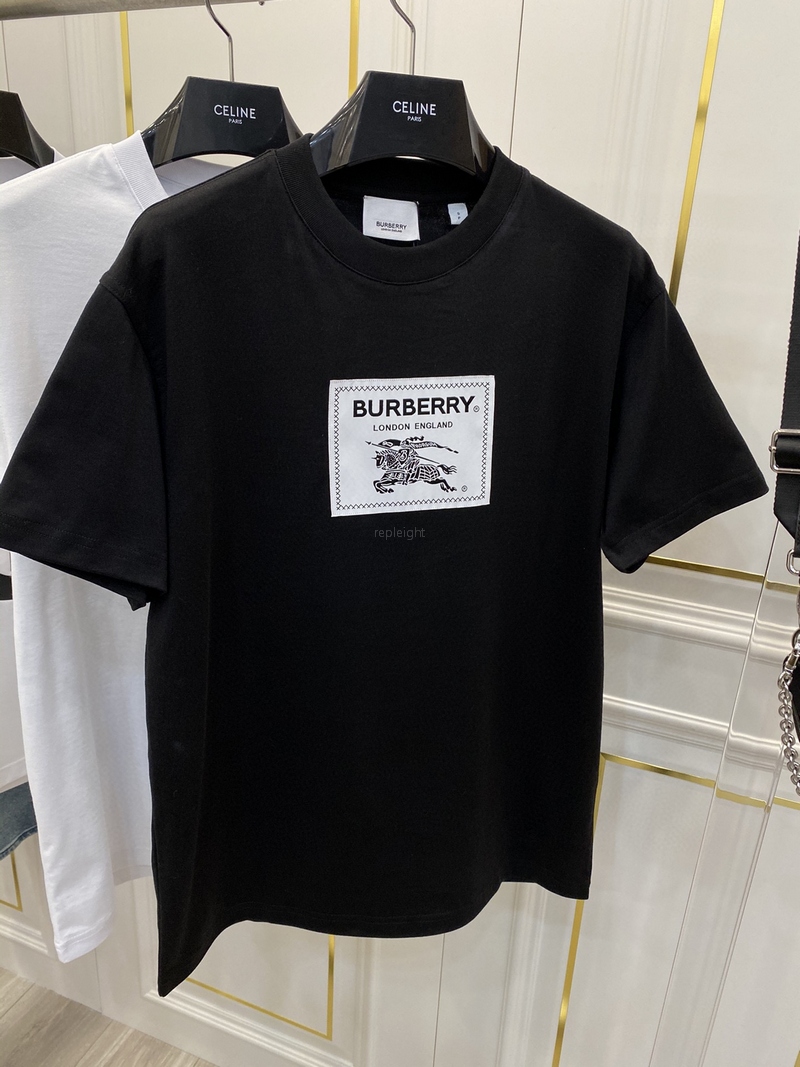 CELINE
PARIS
CELINE
PARIS
BURBERRY
BURBERRY®
LONDON ENGLAND
®
repleight